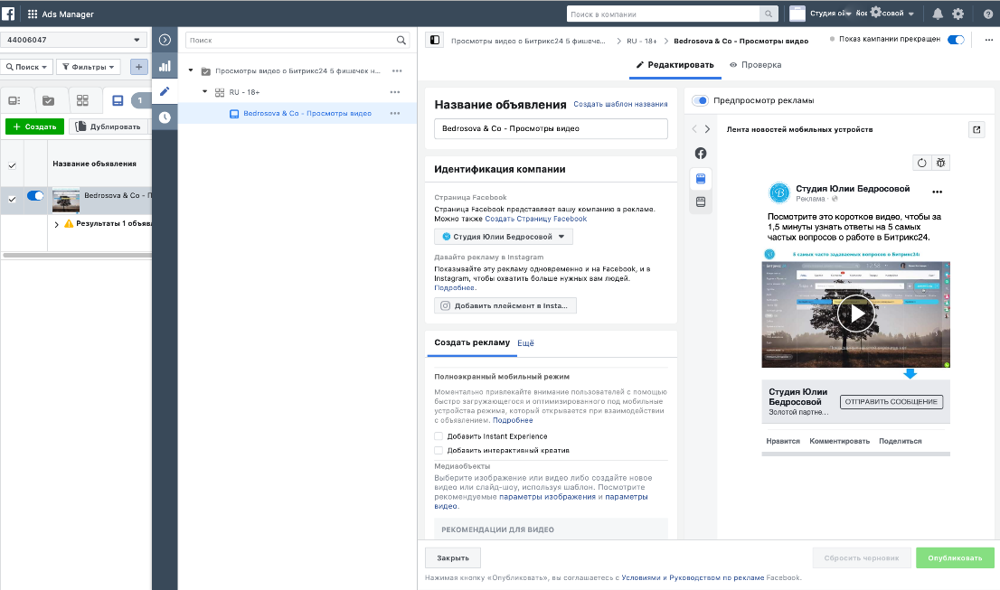 Ads Manager
Поиск в компании
44006047
Поиск
Фильтры
1
+ Создать
Дублировать
Название объявления
Bedrosova & Co - П
Результаты 1 объяв
Поиск
Просмотры видео о Битрикс24 5 фишечек н...
RU - 18+
Bedrosova & Co - Просмотры видео
Просмотры видео о Битрикс24 5 фишече...
RU - 18+
Bedrosova & Co - Просмотры видео
Показ кампании прекращен
Редактировать
Проверка
Название объявления
Создать шаблон названия
Bedrosova & Co - Просмотры видео
Идентификация компании
Страница Facebook
Страница Facebook представляет вашу компанию в рекламе.
Можно также Создать Страницу Facebook
Студия Юлии Бедросовой
Давайте рекламу в Instagram
Показывайте эту рекламу одновременно и на Facebook, и в
Instagram, чтобы охватить больше нужных вам людей.
Подробнее.
Добавить плейсмент в Insta...
Создать рекламу
Ещё
Полноэкранный мобильный режим
Моментально привлекайте внимание пользователей с помощью
быстро загружающегося и оптимизированного под мобильные
устройства режима, который открывается при взаимодействии
с объявлением. Подробнее
Добавить Instant Experience
Добавить интерактивный креатив
Медиаобъекты
Выберите изображение или видео либо создайте новое
видео или слайд-шоу, используя шаблон. Посмотрите
рекомендуемые параметры изображения и параметры
видео.
РЕКОМЕНДАЦИИ ДЛЯ ВИДЕО
Предпросмотр рекламы
Лента новостей мобильных устройств
Студия Юлии Бедросовой
Реклама
Посмотрите это короткое видео, чтобы за
1,5 минуты узнать ответы на 5 самых
частых вопросов о работе в Битрикс24.
5 самых часто задаваемых вопросов о Битрикс24:
Студия Юлии
Бедросовой
Золотой партне...
ОТПРАВИТЬ СООБЩЕНИЕ
Нравится
Комментировать
Поделиться
Закрыть
Сбросить черновик
Опубликовать
Нажимая кнопку «Опубликовать», вы соглашаетесь с Условиями и Руководством по рекламе Facebook.